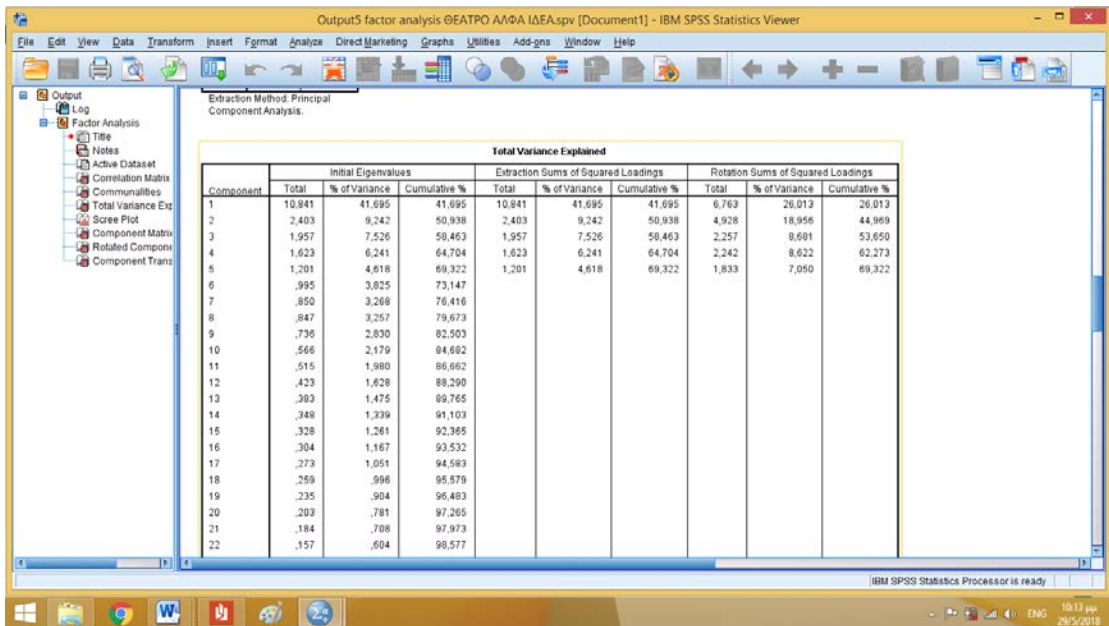 Output5 factor analysis ΘΕΑΤΡΟ ΑΛΦΑ ΙΔΕΑ.spv [Document1] - IBM SPSS Statistics Viewer
File Edit View Data Transform Insert Format Analyze Direct Marketing Graphs Utilities Add-ons Window Help
Output
Log
Factor Analysis
Title
Notes
Active Dataset
Correlation Matrix
Communalities
Total Variance Exp
Scree Plot
Component Matrix
Rotated Compone
Component Trans
Extraction Method: Principal
Component Analysis.
Total Variance Explained
Initial Eigenvalues Extraction Sums of Squared Loadings Rotation Sums of Squared Loadings
Component Total % of Variance Cumulative % Total % of Variance Cumulative % Total % of Variance Cumulative %
1 10,841 41,695 41,695 10,841 41,695 41,695 6,763 26,013 26,013
2 2,403 9,242 50,938 2,403 9,242 50,938 4,928 18,956 44,969
3 1,957 7,526 58,463 1,957 7,526 58,463 2,257 8,681 53,650
4 1,623 6,241 64,704 1,623 6,241 64,704 2,242 8,622 62,273
5 1,201 4,618 69,322 1,201 4,618 69,322 1,833 7,050 69,322
6 ,995 3,825 73,147
7 ,850 3,268 76,416
8 ,847 3,257 79,673
9 ,736 2,830 82,503
10 ,566 2,179 84,682
11 ,515 1,980 86,662
12 ,423 1,628 88,290
13 ,383 1,475 89,765
14 ,348 1,339 91,103
15 ,328 1,261 92,365
16 ,304 1,167 93,532
17 ,273 1,051 94,583
18 ,259 ,996 95,579
19 ,235 ,904 96,483
20 ,203 ,781 97,265
21 ,184 ,708 97,973
22 ,157 ,604 98,577
IBM SPSS Statistics Processor is ready
ENG 10:13 μμ
29/5/2018